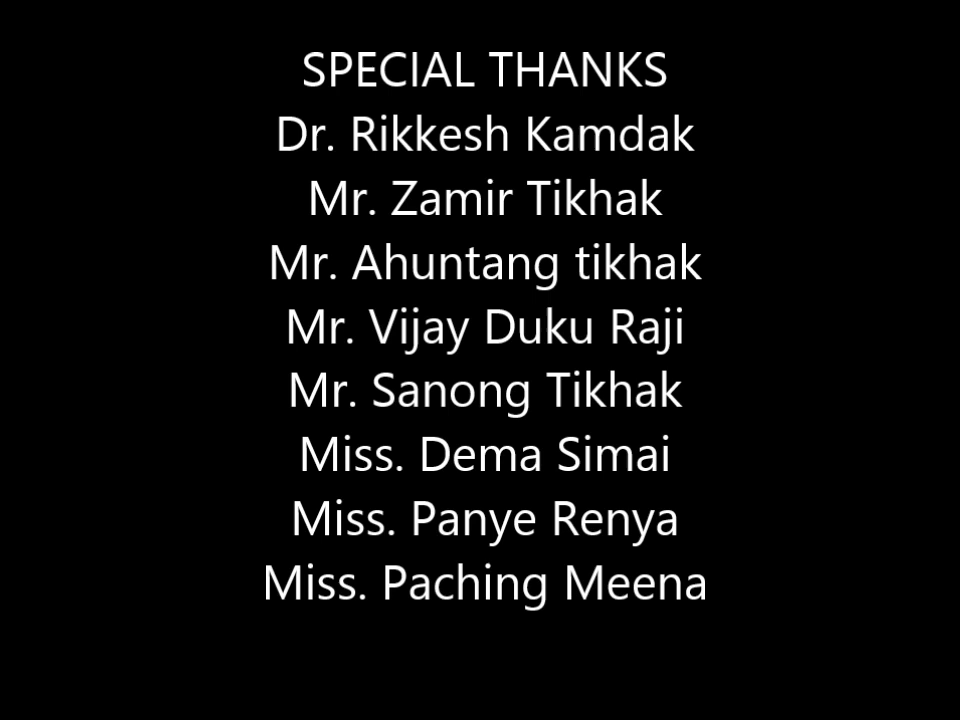 SPECIAL THANKS
Dr. Rikkesh Kamdak
Mr. Zamir Tikhak
Mr. Ahuntang tikhak
Mr. Vijay Duku Raji
Mr. Sanong Tikhak
Miss. Dema Simai
Miss. Panye Renya
Miss. Paching Meena